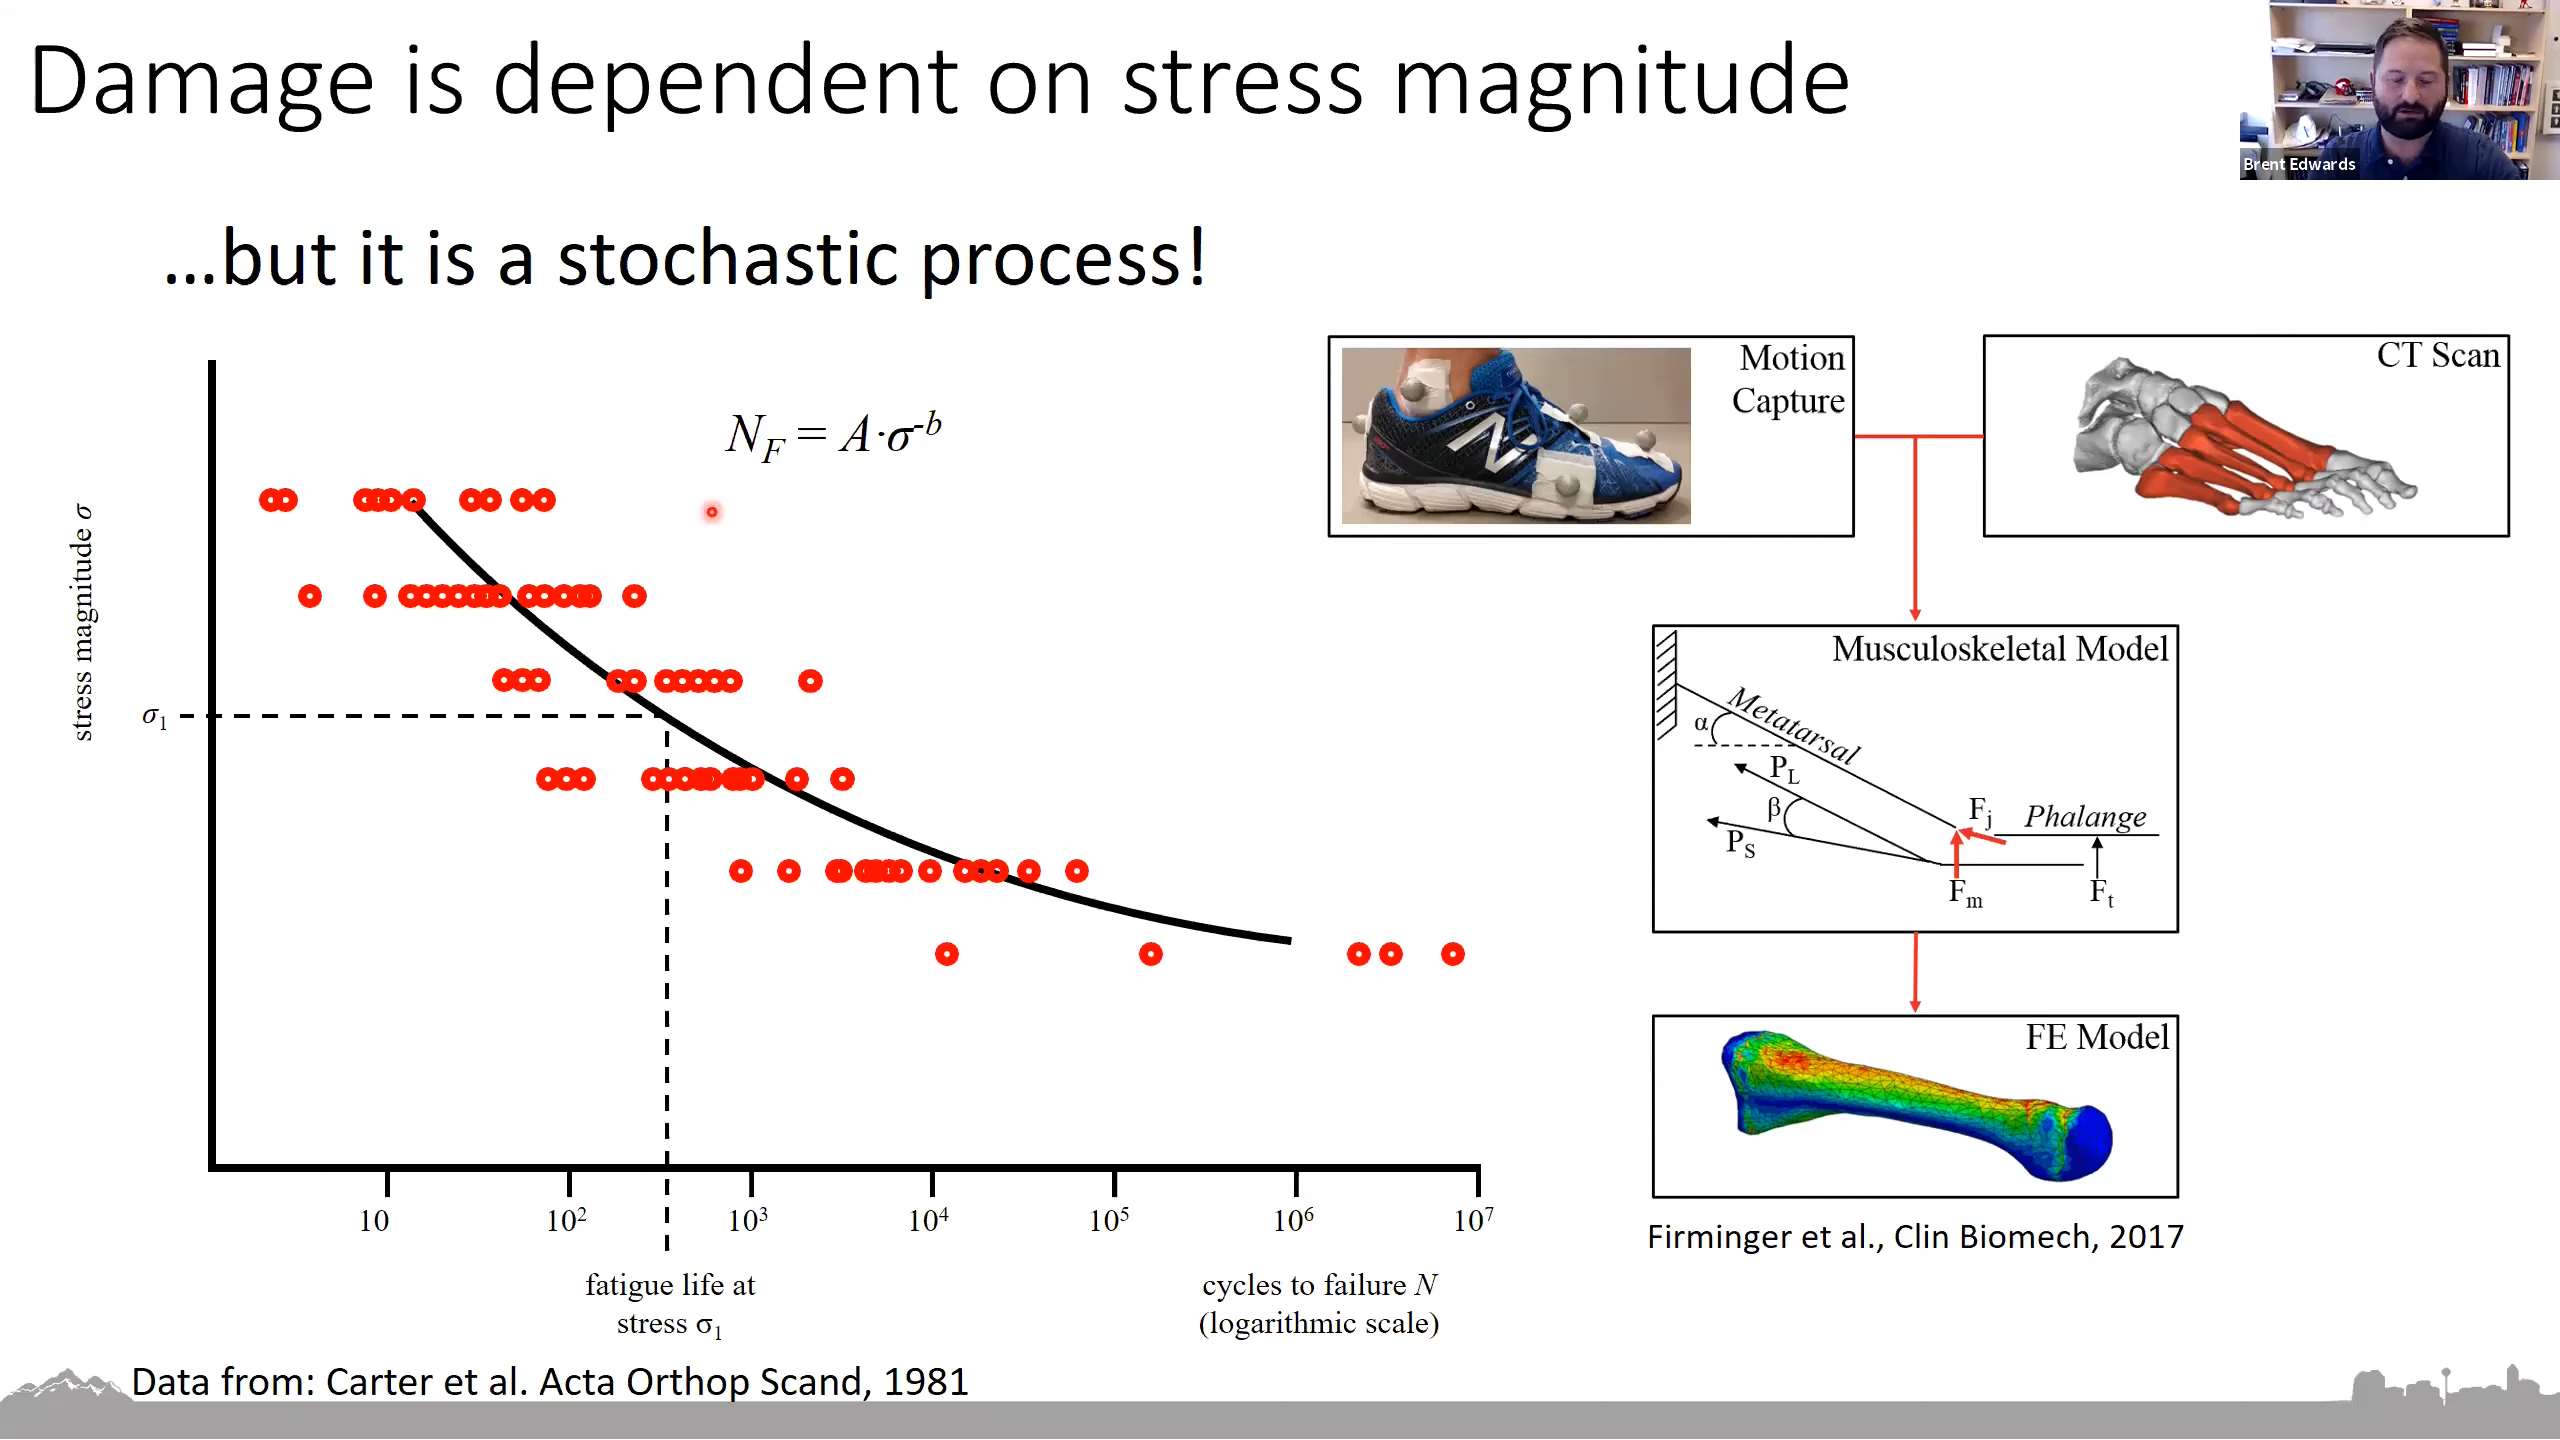 Damage is dependent on stress magnitude
Brent Edwards
...but it is a stochastic process!
N_F = A·σ^-b
stress magnitude σ
σ₁
10
10²
10³
10⁴
10⁵
10⁶
10⁷
fatigue life at
stress σ₁
cycles to failure N
(logarithmic scale)
Data from: Carter et al. Acta Orthop Scand, 1981
Motion
Capture
CT Scan
Musculoskeletal Model
Metatarsal
α
P_L
β
P_S
F_j
Phalange
F_m
F_t
FE Model
Firminger et al., Clin Biomech, 2017